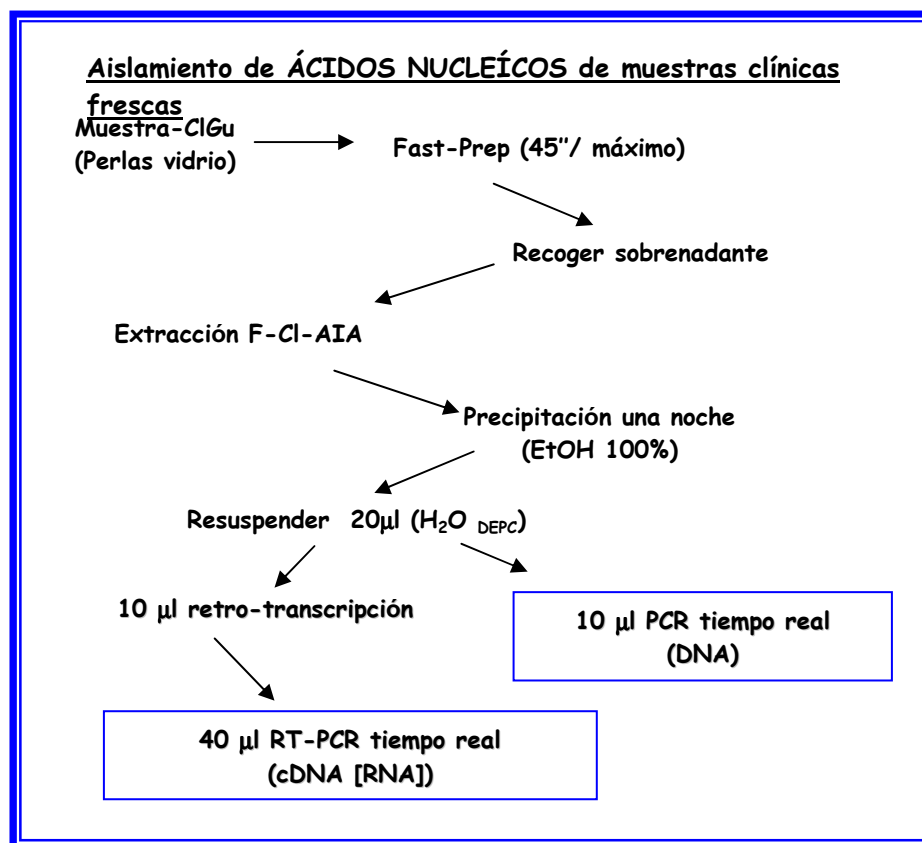 Aislamiento de ÁCIDOS NUCLEÍCOS de muestras clínicas
frescas
Muestra-ClGu
(Perlas vidrio)
Fast-Prep (45’’/ máximo)
Recoger sobrenadante
Extracción F-Cl-AIA
Precipitación una noche
(EtOH 100%)
Resuspender 20µl (H₂O DEPC)
10 µl retro-transcripción
10 µl PCR tiempo real
(DNA)
40 µl RT-PCR tiempo real
(cDNA [RNA])